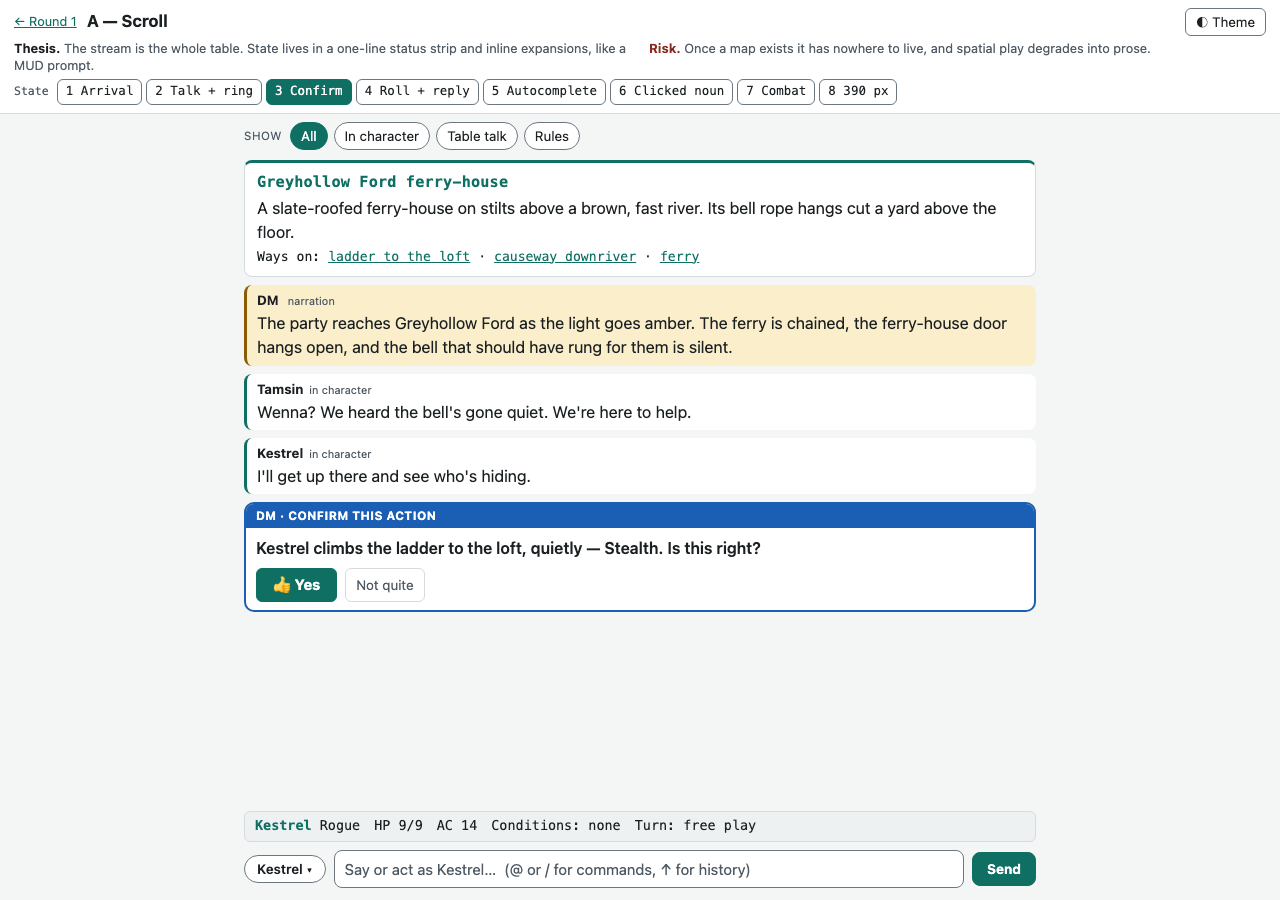 ← Round 1 A — Scroll
◐ Theme
Thesis. The stream is the whole table. State lives in a one-line status strip and inline expansions, like a
MUD prompt.
Risk. Once a map exists it has nowhere to live, and spatial play degrades into prose.
State 1 Arrival 2 Talk + ring 3 Confirm 4 Roll + reply 5 Autocomplete 6 Clicked noun 7 Combat 8 390 px
SHOW All In character Table talk Rules
Greyhollow Ford ferry-house
A slate-roofed ferry-house on stilts above a brown, fast river. Its bell rope hangs cut a yard above the
floor.
Ways on: ladder to the loft · causeway downriver · ferry
DM narration
The party reaches Greyhollow Ford as the light goes amber. The ferry is chained, the ferry-house door
hangs open, and the bell that should have rung for them is silent.
Tamsin in character
Wenna? We heard the bell's gone quiet. We're here to help.
Kestrel in character
I'll get up there and see who's hiding.
DM · CONFIRM THIS ACTION
Kestrel climbs the ladder to the loft, quietly — Stealth. Is this right?
👍 Yes Not quite
Kestrel Rogue HP 9/9 AC 14 Conditions: none Turn: free play
Kestrel ▾ Say or act as Kestrel… (@ or / for commands, ↑ for history) Send